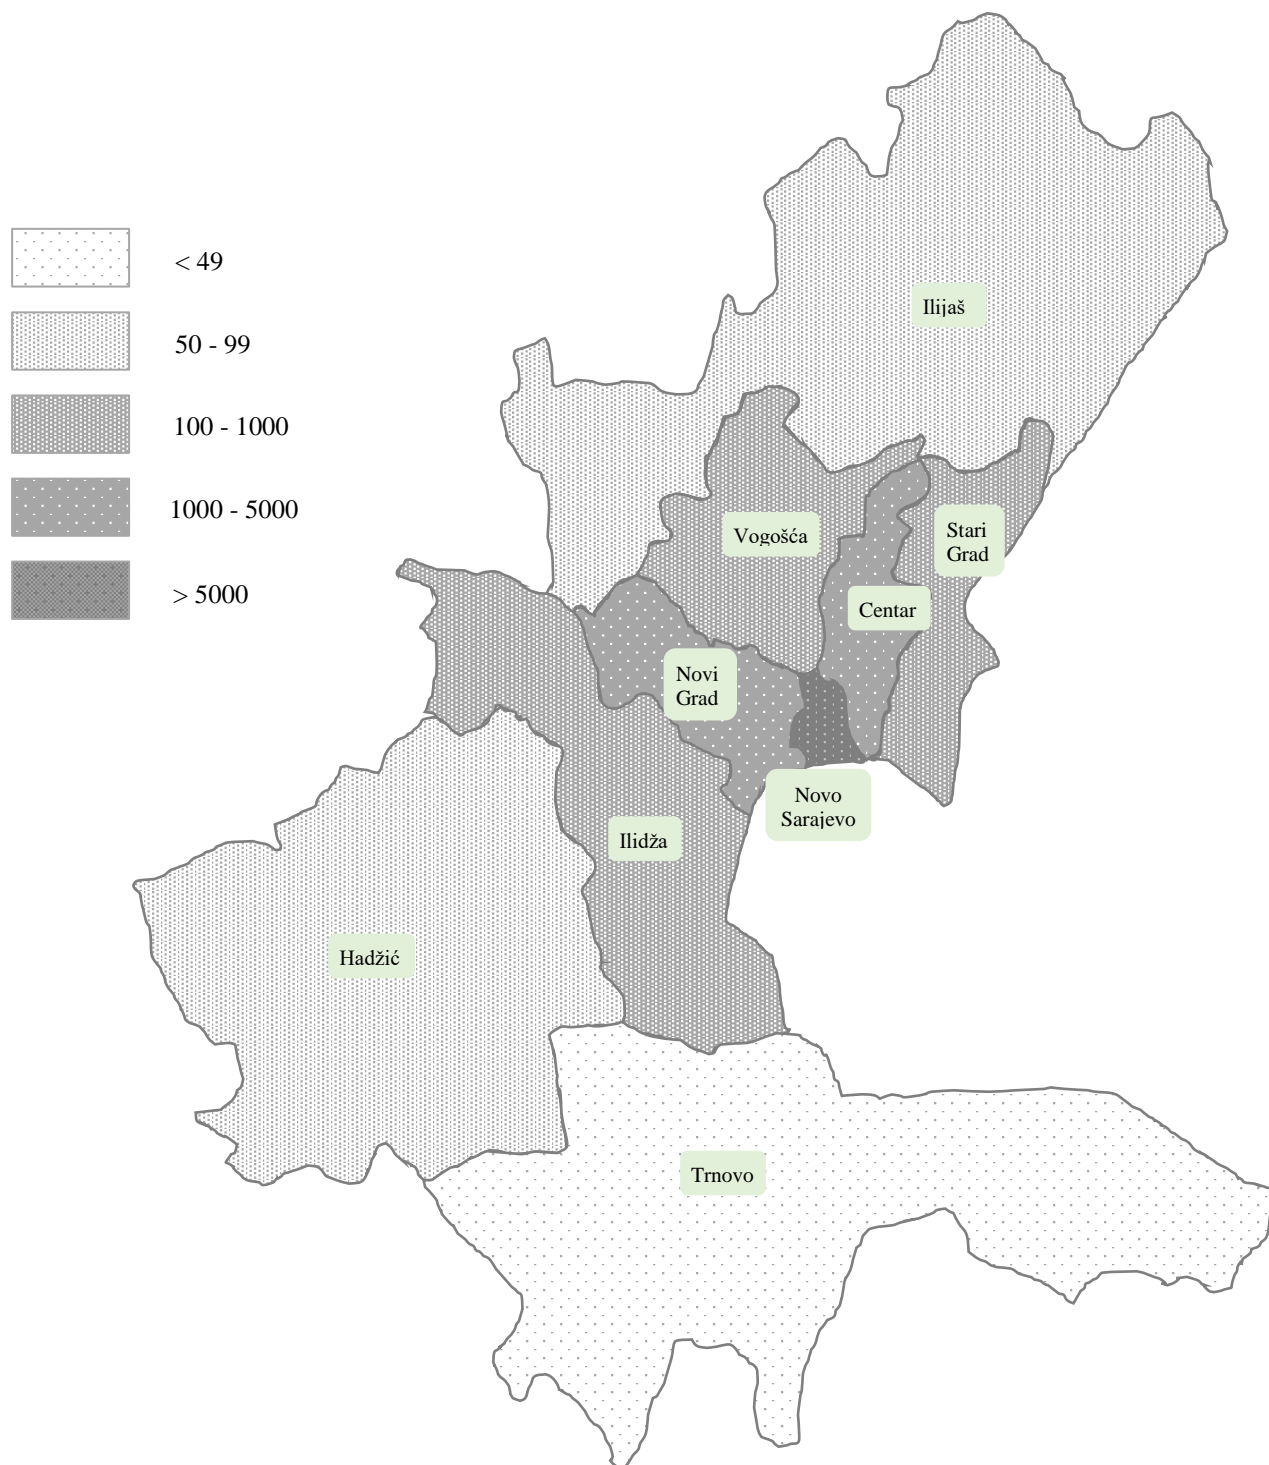 < 49
50 - 99
100 - 1000
1000 - 5000
> 5000
Ilijaš
Vogošća
Stari
Grad
Centar
Novi
Grad
Novo
Sarajevo
Ilidža
Hadžić
Trnovo